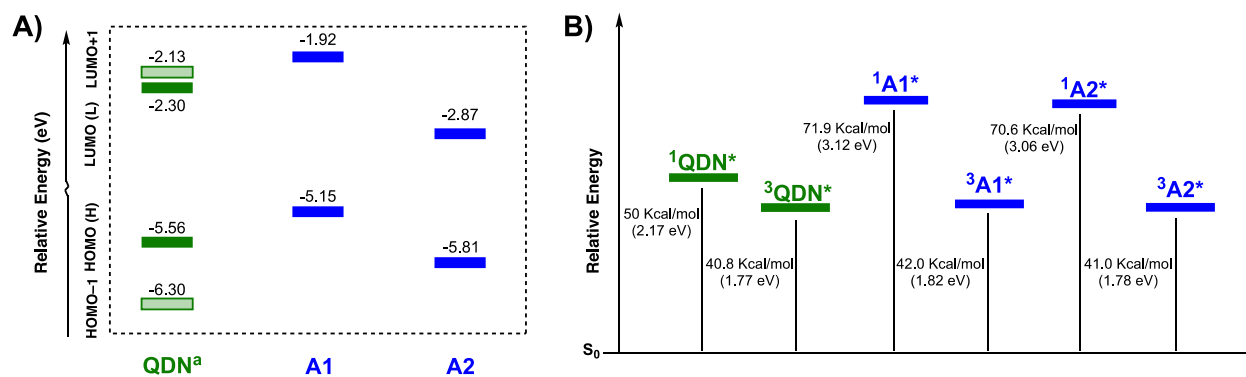 A)
Relative Energy (eV)
HOMO–1
HOMO (H)
LUMO (L)
LUMO+1
-2.13
-2.30
-5.56
-6.30
-1.92
-5.15
-2.87
-5.81
QDNᵃ
A1
A2
B)
Relative Energy
S₀
¹QDN*
50 Kcal/mol
(2.17 eV)
³QDN*
40.8 Kcal/mol
(1.77 eV)
¹A1*
71.9 Kcal/mol
(3.12 eV)
³A1*
42.0 Kcal/mol
(1.82 eV)
¹A2*
70.6 Kcal/mol
(3.06 eV)
³A2*
41.0 Kcal/mol
(1.78 eV)